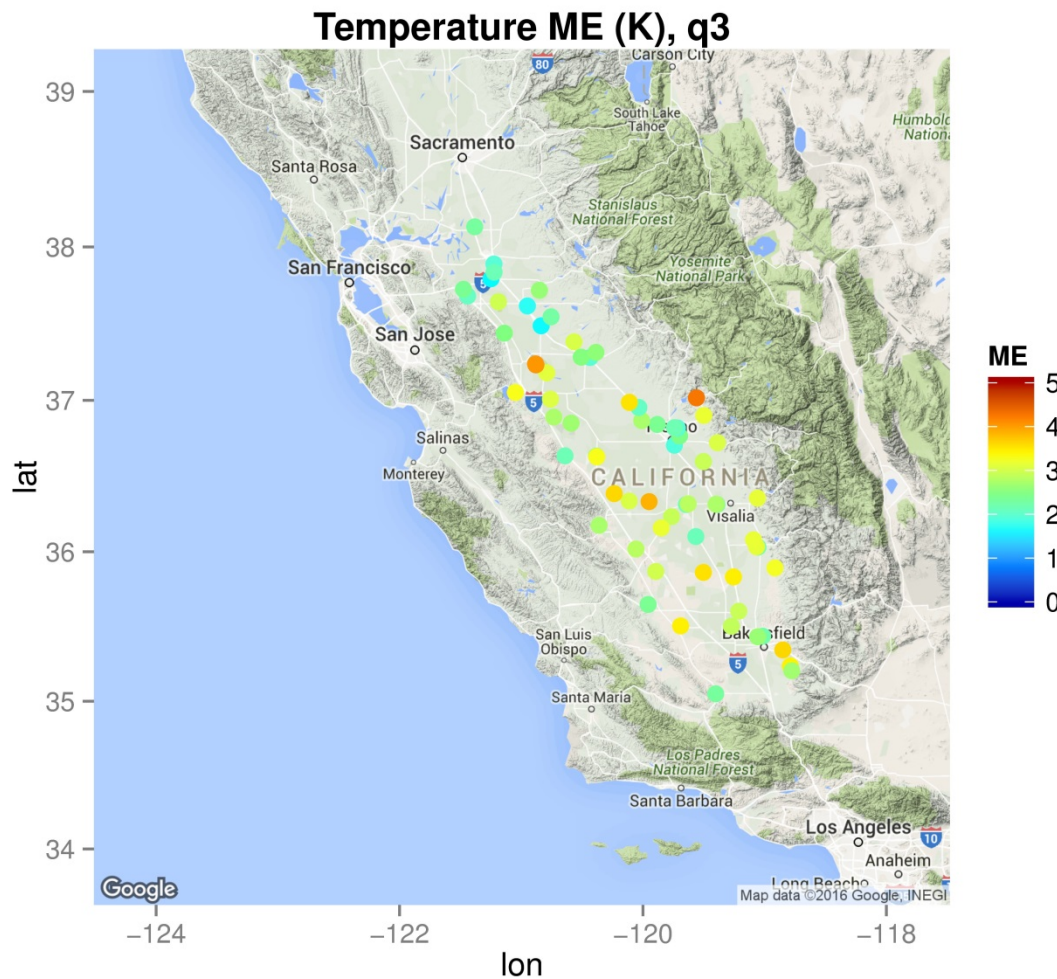 Temperature ME (K), q3
39
38
37
36
35
34
lat
−124
−122
−120
−118
lon
ME
5
4
3
2
1
0
80
Carson City
South Lake
Tahoe
Sacramento
Santa Rosa
Stanislaus
National Forest
San Francisco
5
Yosemite
National Park
San Jose
5
Salinas
Monterey
CALIFORNIA
Visalia
San Luis
Obispo
5
Santa Maria
Los Padres
National Forest
Santa Barbara
Los Angeles
10
Anaheim
Long Beach
Google
Map data ©2016 Google, INEGI